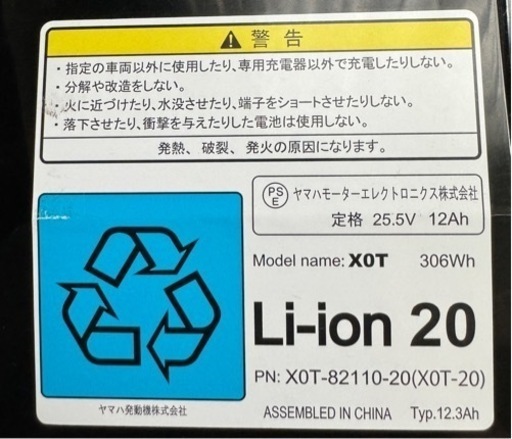 警告
・指定の車両以外に使用したり、専用充電器以外で充電したりしない。
・分解や改造をしない。
・火に近づけたり、水没させたり、端子をショートさせたりしない。
・落下させたり、衝撃を与えたりした電池は使用しない。
発熱、破裂、発火の原因になります。
PS E ヤマハモーターエレクトロニクス株式会社
定格 25.5V 12Ah
Model name: X0T 306Wh
Li-ion 20
PN: X0T-82110-20(X0T-20)
ヤマハ発動機株式会社
ASSEMBLED IN CHINA Typ.12.3Ah